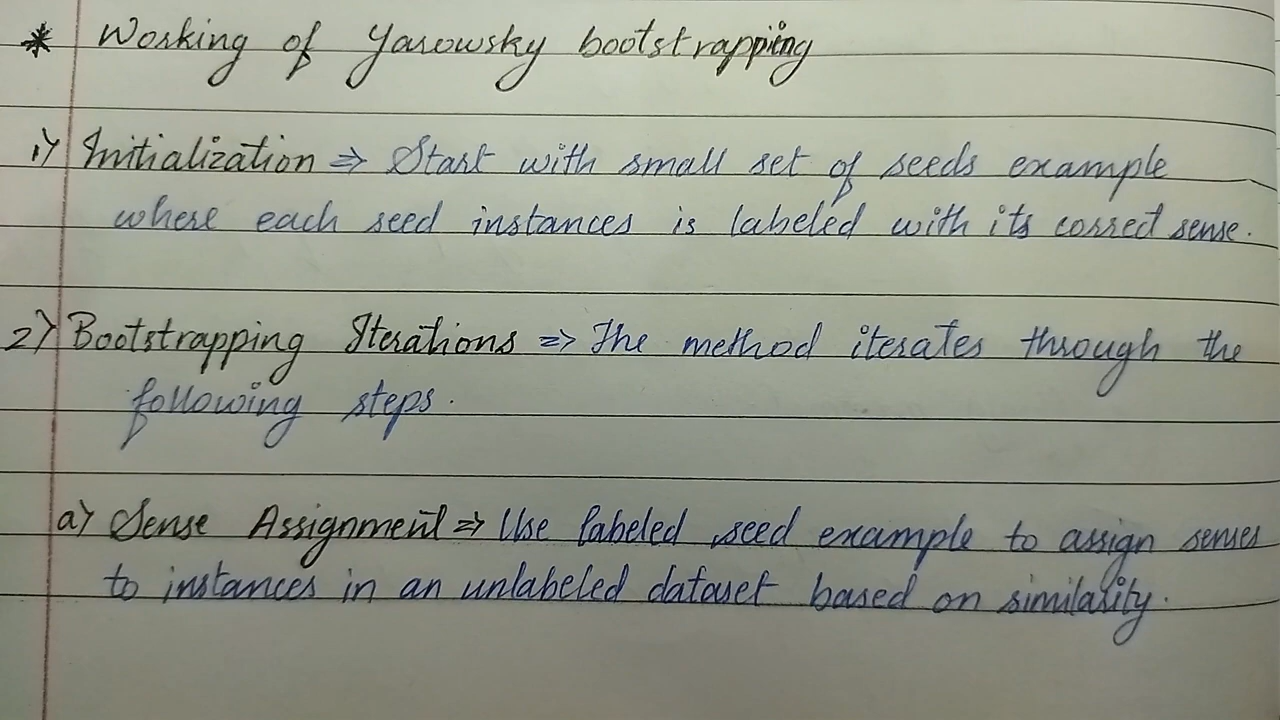 * Working of Yarowsky bootstrapping
1) Initialization ⇒ Start with small set of seeds example
where each seed instances is labeled with its correct sense.
2) Bootstrapping Iterations ⇒ The method iterates through the
following steps.
a) Sense Assignment ⇒ Use labeled seed example to assign senses
to instances in an unlabeled dataset based on similarity.